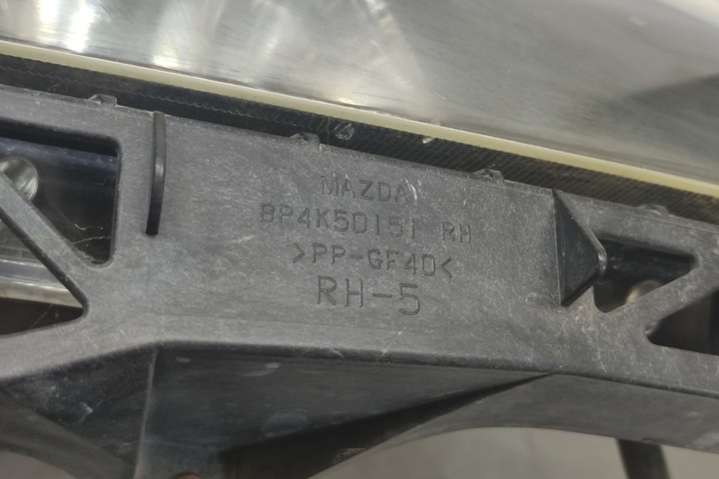 MAZDA
BP4K50151 RH
>PP-GF40<
RH-5